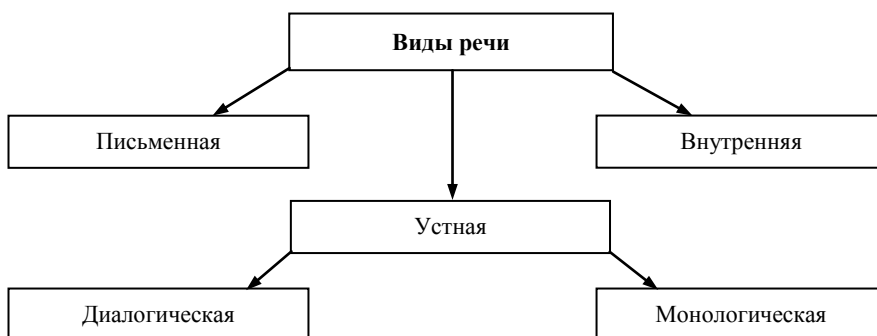 Виды речи
Письменная
Внутренняя
Устная
Диалогическая
Монологическая